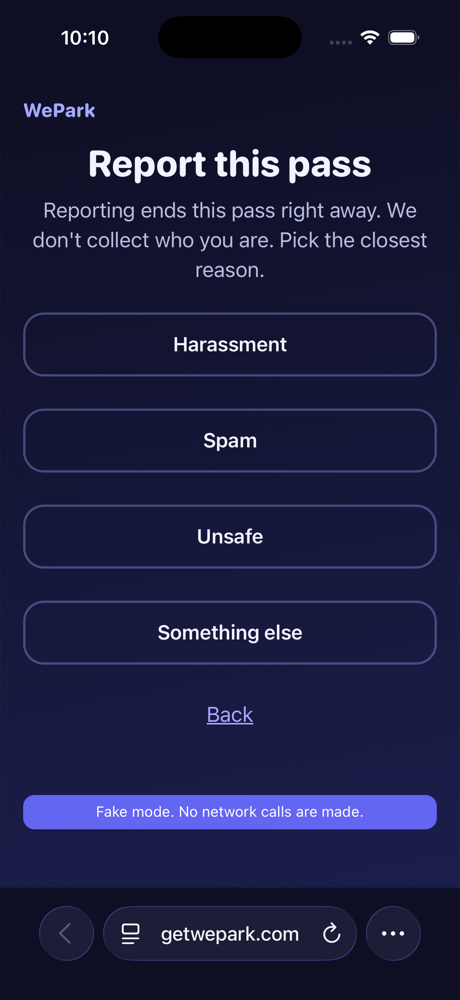 10:10
WePark
Report this pass
Reporting ends this pass right away. We
don't collect who you are. Pick the closest
reason.
Harassment
Spam
Unsafe
Something else
Back
Fake mode. No network calls are made.
getwepark.com